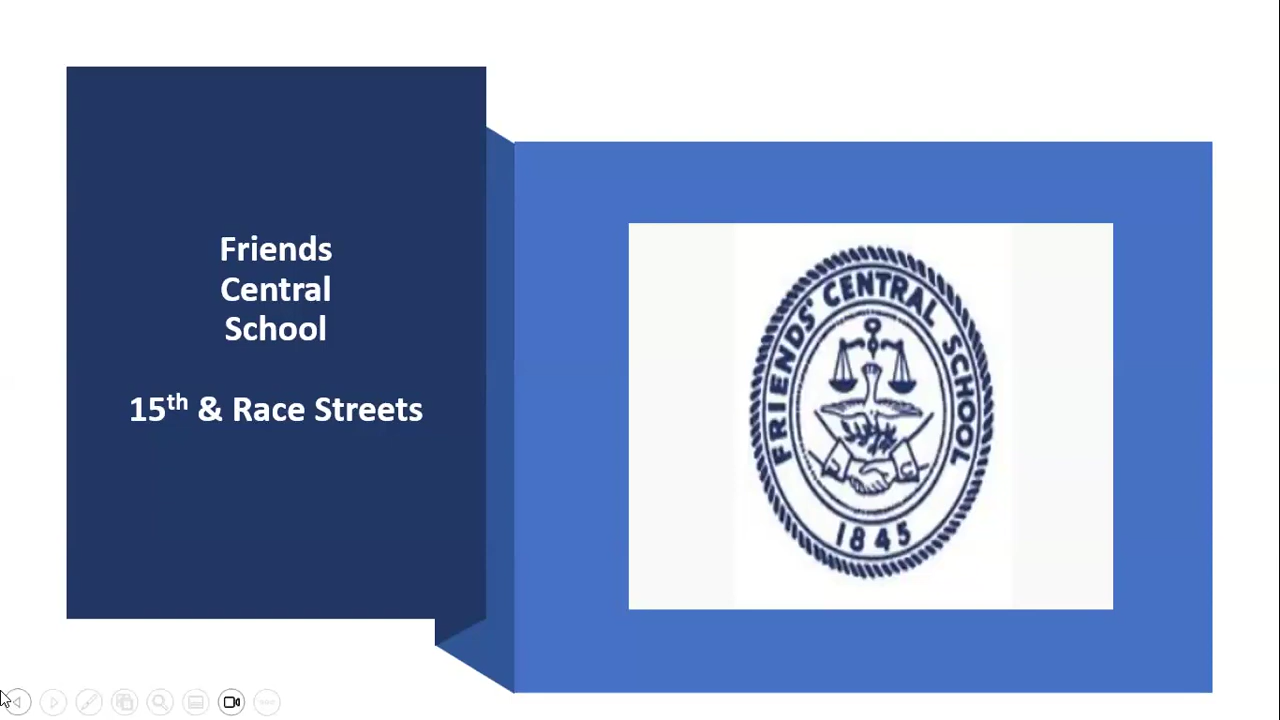 Friends
Central
School
15th & Race Streets
FRIENDS' CENTRAL SCHOOL
1845